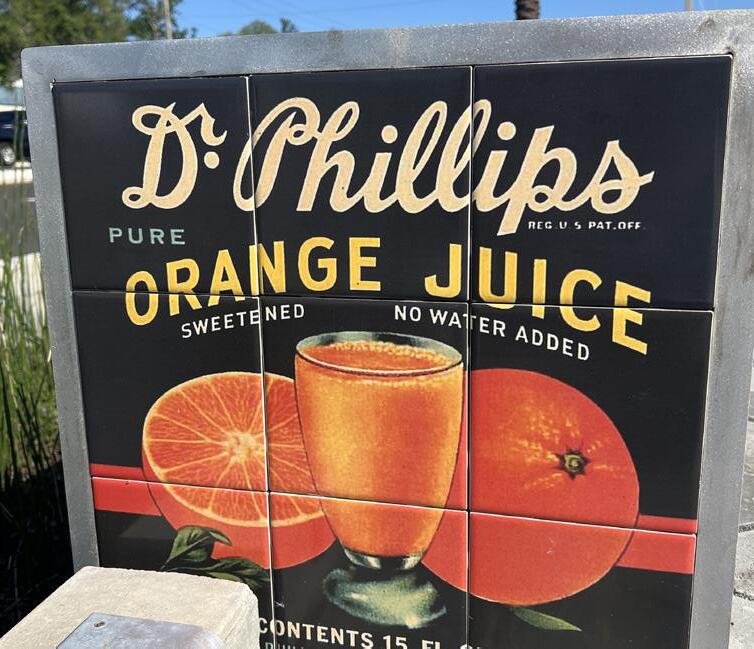 Dr. Phillips
REG. U. S. PAT. OFF.
PURE
ORANGE JUICE
SWEETENED NO WATER ADDED
CONTENTS 15 FL